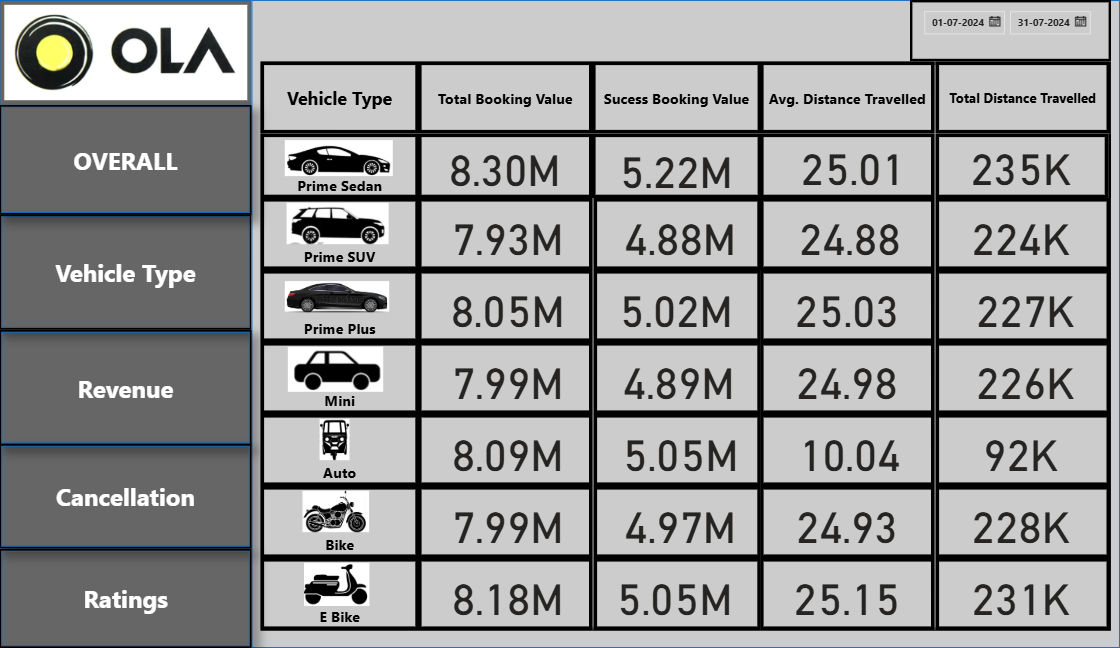 OLA
01-07-2024 31-07-2024
OVERALL
Vehicle Type
Revenue
Cancellation
Ratings
Vehicle Type Total Booking Value Sucess Booking Value Avg. Distance Travelled Total Distance Travelled
Prime Sedan 8.30M 5.22M 25.01 235K
Prime SUV 7.93M 4.88M 24.88 224K
Prime Plus 8.05M 5.02M 25.03 227K
Mini 7.99M 4.89M 24.98 226K
Auto 8.09M 5.05M 10.04 92K
Bike 7.99M 4.97M 24.93 228K
E Bike 8.18M 5.05M 25.15 231K